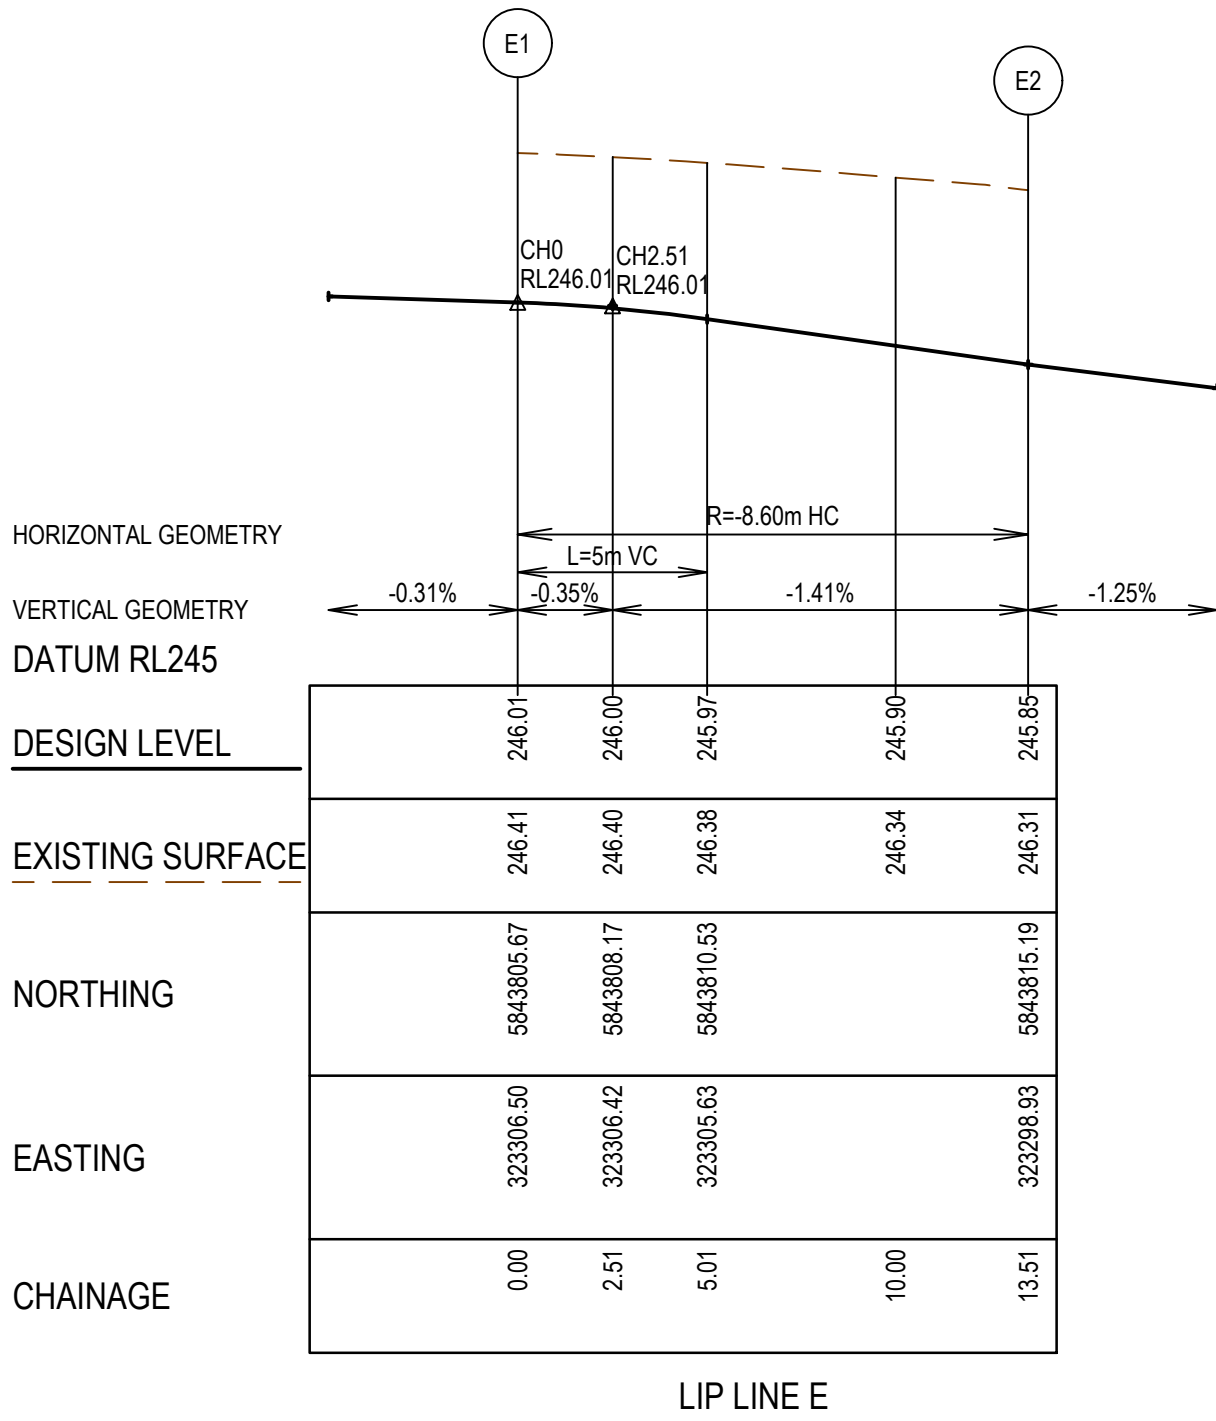 E1
E2
CH0
RL246.01
CH2.51
RL246.01
HORIZONTAL GEOMETRY
R=-8.60m HC
L=5m VC
VERTICAL GEOMETRY
-0.31%
-0.35%
-1.41%
-1.25%
DATUM RL245
DESIGN LEVEL
246.01
246.00
245.97
245.90
245.85
EXISTING SURFACE
246.41
246.40
246.38
246.34
246.31
NORTHING
5843805.67
5843808.17
5843810.53
5843815.19
EASTING
323306.50
323306.42
323305.63
323298.93
CHAINAGE
0.00
2.51
5.01
10.00
13.51
LIP LINE E